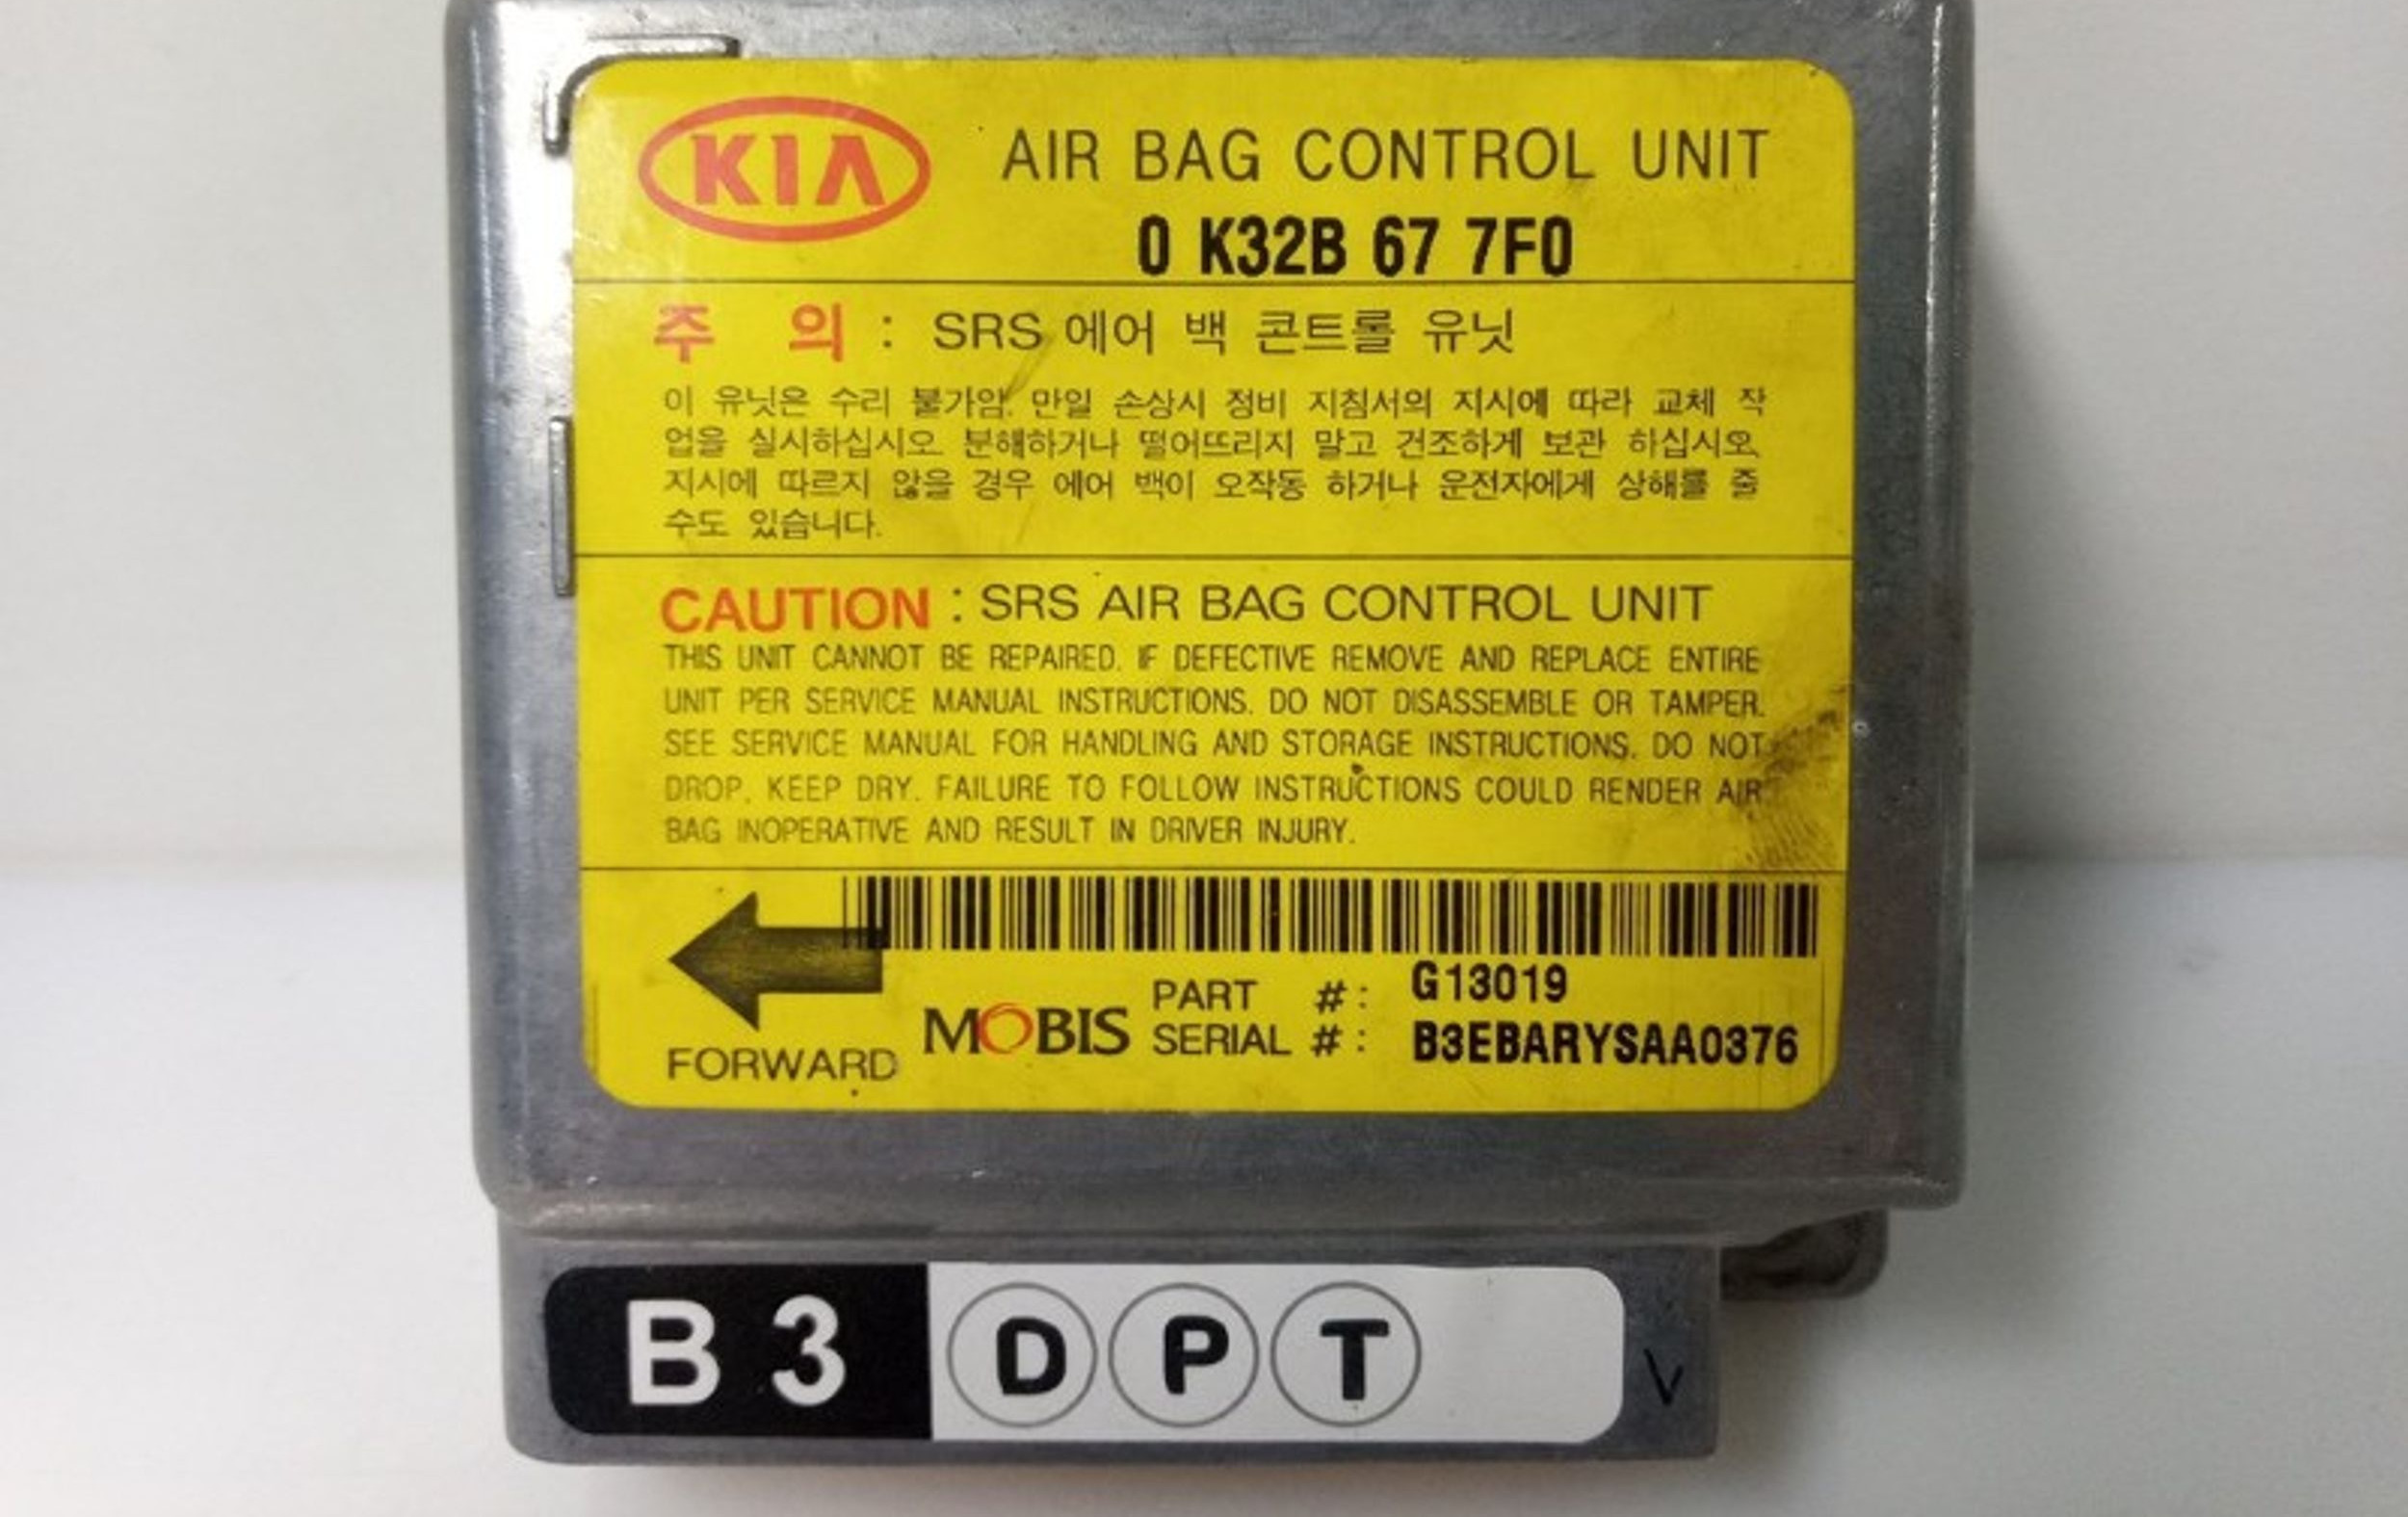 KIA
AIR BAG CONTROL UNIT
0 K32B 67 7F0
주 의 : SRS 에어 백 콘트롤 유닛
이 유닛은 수리 불가암. 만일 손상시 정비 지침서의 지시에 따라 교체 작
업을 실시하십시오. 분해하거나 떨어뜨리지 말고 건조하게 보관 하십시오.
지시에 따르지 않을 경우 에어 백이 오작동 하거나 운전자에게 상해를 줄
수도 있습니다.
CAUTION : SRS AIR BAG CONTROL UNIT
THIS UNIT CANNOT BE REPAIRED. IF DEFECTIVE REMOVE AND REPLACE ENTIRE
UNIT PER SERVICE MANUAL INSTRUCTIONS. DO NOT DISASSEMBLE OR TAMPER.
SEE SERVICE MANUAL FOR HANDLING AND STORAGE INSTRUCTIONS. DO NOT
DROP. KEEP DRY. FAILURE TO FOLLOW INSTRUCTIONS COULD RENDER AIR
BAG INOPERATIVE AND RESULT IN DRIVER INJURY.
FORWARD
MOBIS
PART #: G13019
SERIAL #: B3EBARYSAA0376
B 3 D P T
V